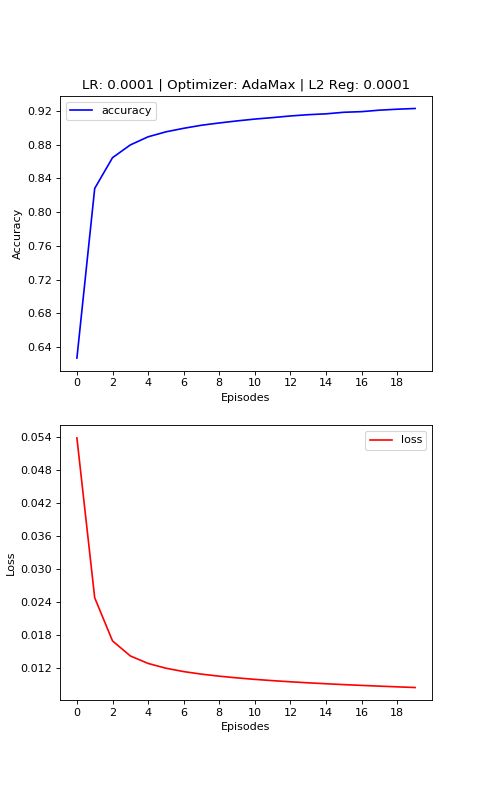 LR: 0.0001 | Optimizer: AdaMax | L2 Reg: 0.0001
accuracy
0.92
0.88
0.84
0.80
0.76
0.72
0.68
0.64
Accuracy
0 2 4 6 8 10 12 14 16 18
Episodes
loss
0.054
0.048
0.042
0.036
0.030
0.024
0.018
0.012
Loss
0 2 4 6 8 10 12 14 16 18
Episodes